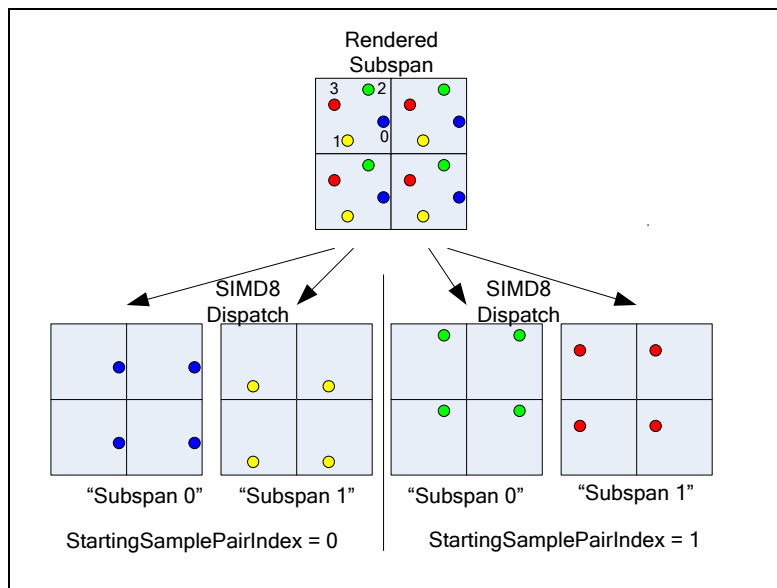 Rendered
Subspan
3 2
1 0
SIMD8
Dispatch
SIMD8
Dispatch
“Subspan 0”
“Subspan 1”
“Subspan 0”
“Subspan 1”
StartingSamplePairIndex = 0
StartingSamplePairIndex = 1